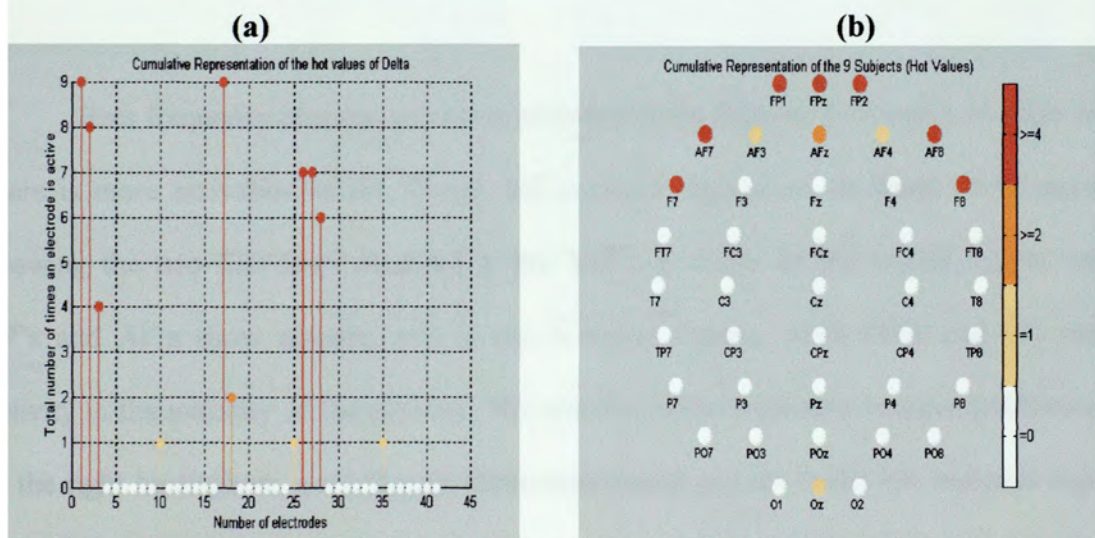 (a)
Cumulative Representation of the hot values of Delta
Total number of times an electrode is active
9
8
7
6
5
4
3
2
1
0
0 5 10 15 20 25 30 35 40 45
Number of electrodes
(b)
Cumulative Representation of the 9 Subjects (Hot Values)
FP1 FPz FP2
AF7 AF3 AFz AF4 AF8
F7 F3 Fz F4 F8
FT7 FC3 FCz FC4 FT8
T7 C3 Cz C4 T8
TP7 CP3 CPz CP4 TP8
P7 P3 Pz P4 P8
PO7 PO3 POz PO4 PO8
O1 Oz O2
>=4
>=2
=1
=0